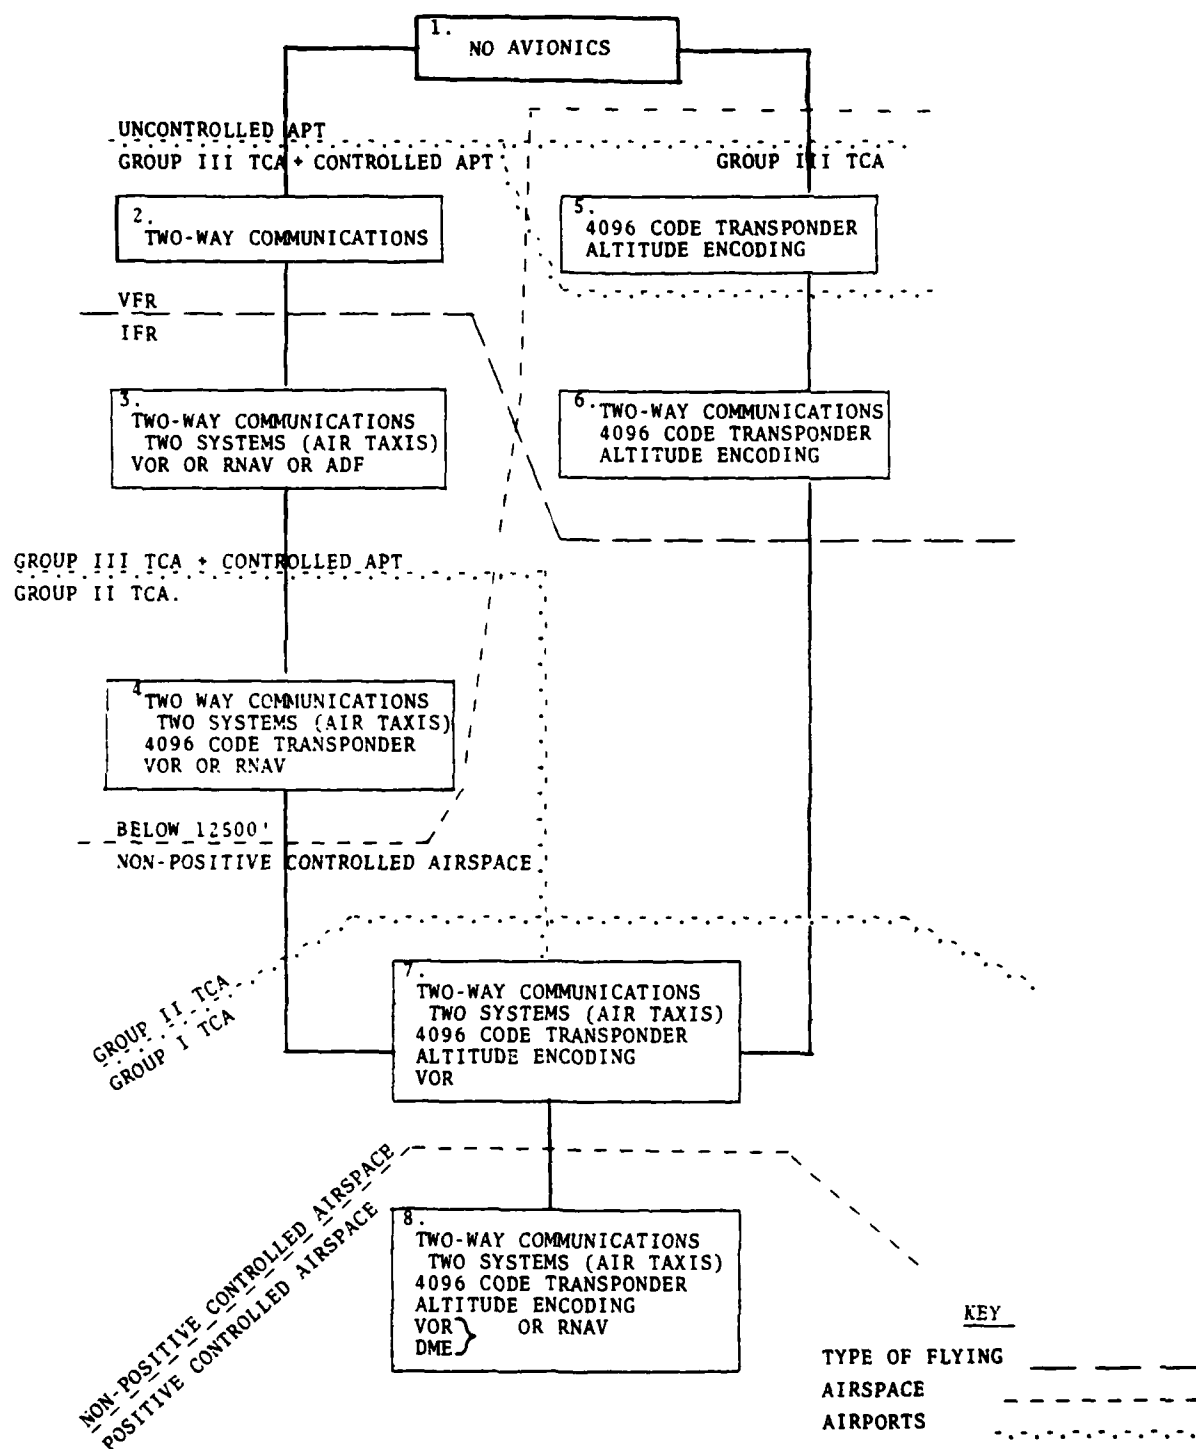 1.
NO AVIONICS
UNCONTROLLED APT
GROUP III TCA + CONTROLLED APT
GROUP III TCA
2.
TWO-WAY COMMUNICATIONS
5.
4096 CODE TRANSPONDER
ALTITUDE ENCODING
VFR
IFR
3.
TWO-WAY COMMUNICATIONS
TWO SYSTEMS (AIR TAXIS)
VOR OR RNAV OR ADF
6.
TWO-WAY COMMUNICATIONS
4096 CODE TRANSPONDER
ALTITUDE ENCODING
GROUP III TCA + CONTROLLED APT
GROUP II TCA.
4
TWO WAY COMMUNICATIONS
TWO SYSTEMS (AIR TAXIS)
4096 CODE TRANSPONDER
VOR OR RNAV
BELOW 12500'
NON-POSITIVE CONTROLLED AIRSPACE
GROUP II TCA
GROUP I TCA
7.
TWO-WAY COMMUNICATIONS
TWO SYSTEMS (AIR TAXIS)
4096 CODE TRANSPONDER
ALTITUDE ENCODING
VOR
NON-POSITIVE CONTROLLED AIRSPACE
POSITIVE CONTROLLED AIRSPACE
8.
TWO-WAY COMMUNICATIONS
TWO SYSTEMS (AIR TAXIS)
4096 CODE TRANSPONDER
ALTITUDE ENCODING
VOR } OR RNAV
DME
KEY
TYPE OF FLYING
AIRSPACE
AIRPORTS